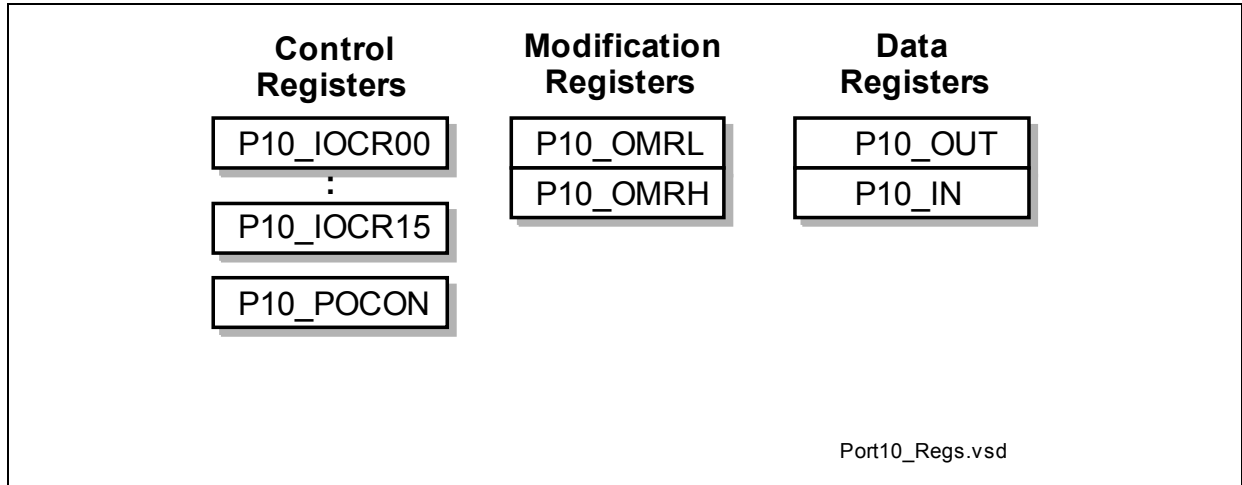 Control
Registers
P10_IOCR00
:
P10_IOCR15
P10_POCON
Modification
Registers
P10_OMRL
P10_OMRH
Data
Registers
P10_OUT
P10_IN
Port10_Regs.vsd